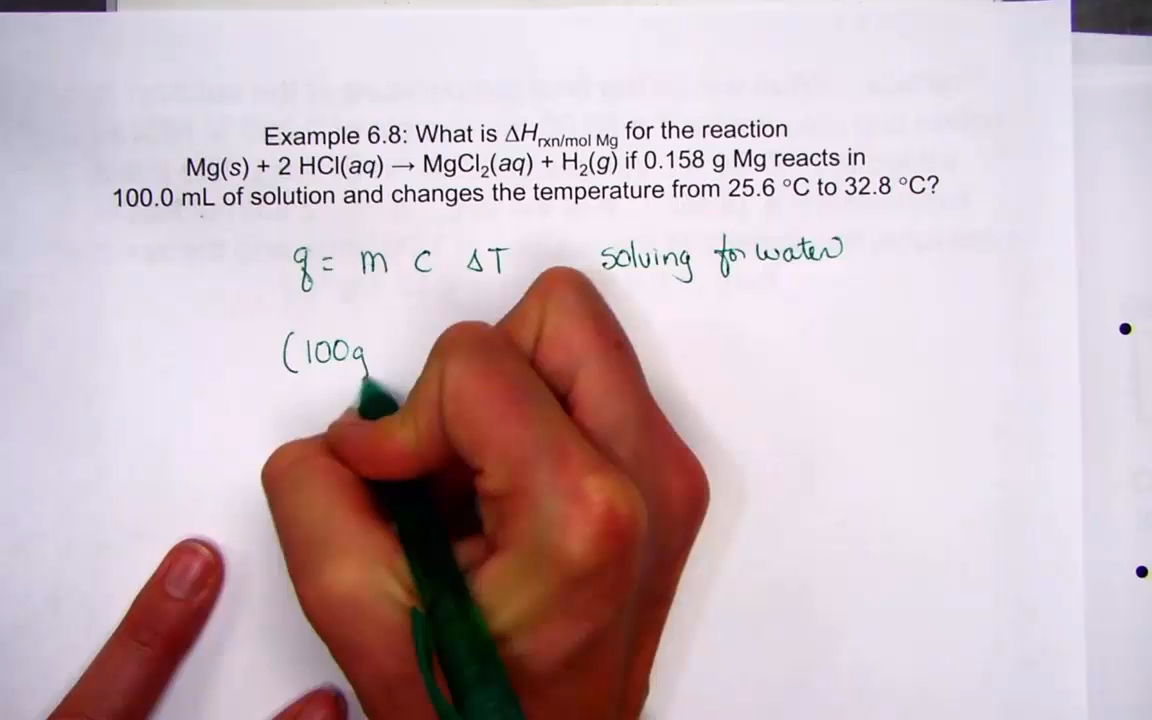 Example 6.8: What is ΔHrxn/mol Mg for the reaction
Mg(s) + 2 HCl(aq) → MgCl₂(aq) + H₂(g) if 0.158 g Mg reacts in
100.0 mL of solution and changes the temperature from 25.6 °C to 32.8 °C?
q = m c ΔT solving for water
(100g